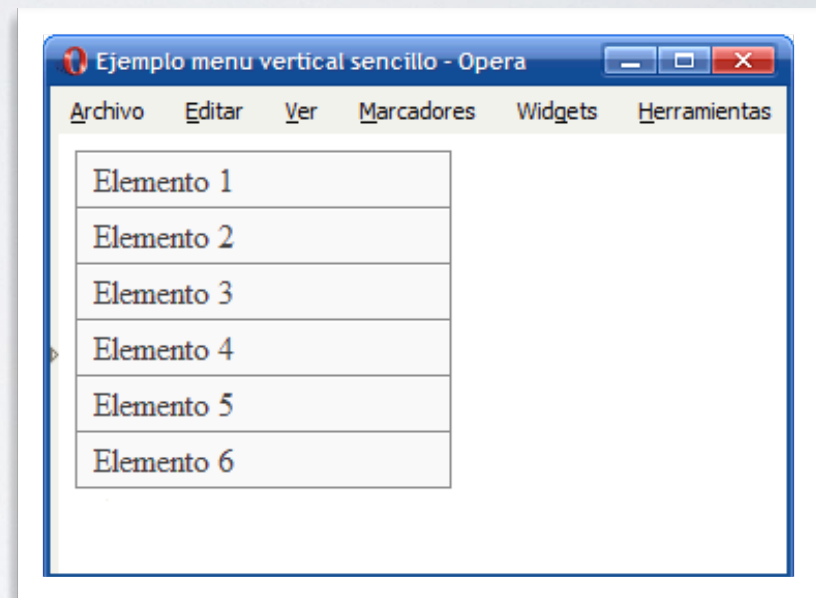 Ejemplo menu vertical sencillo - Opera
Archivo Editar Ver Marcadores Widgets Herramientas
Elemento 1
Elemento 2
Elemento 3
Elemento 4
Elemento 5
Elemento 6